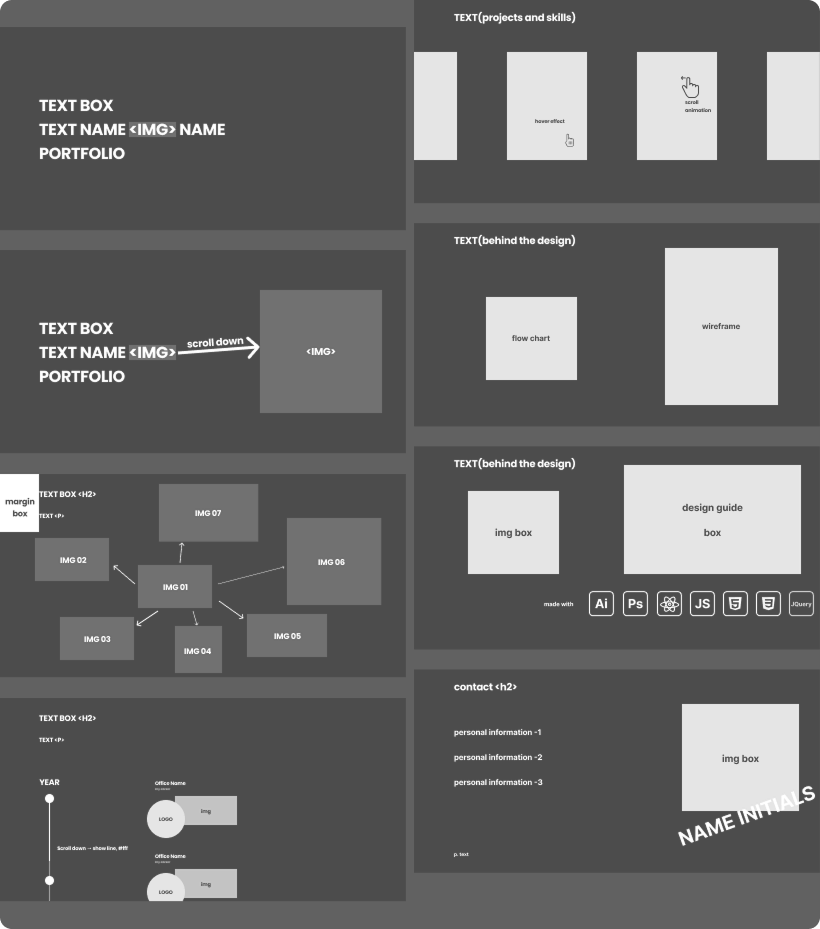 TEXT BOX
TEXT NAME <IMG> NAME
PORTFOLIO
TEXT BOX
TEXT NAME <IMG>
PORTFOLIO
scroll down
<IMG>
margin
box
TEXT BOX <H2>
TEXT <P>
IMG 07
IMG 02
IMG 06
IMG 01
IMG 03
IMG 04
IMG 05
TEXT BOX <H2>
TEXT <P>
YEAR
Scroll down → show line, #fff
Office Name
LOGO
img
Office Name
LOGO
img
TEXT(projects and skills)
hover effect
scroll
animation
TEXT(behind the design)
flow chart
wireframe
TEXT(behind the design)
img box
design guide
box
made with
Ai
Ps
JS
5
3
JQuery
contact <h2>
personal information -1
personal information -2
personal information -3
img box
NAME INITIALS
p. text